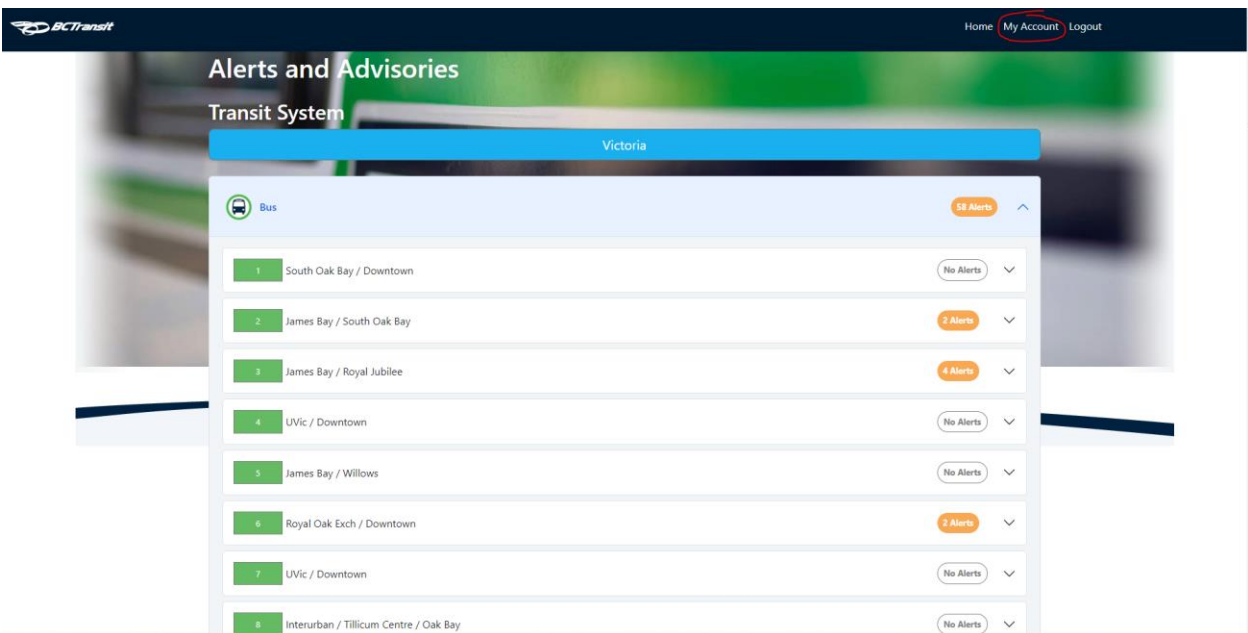 BCTransit
Home My Account Logout
Alerts and Advisories
Transit System
Victoria
Bus 58 Alerts
1 South Oak Bay / Downtown No Alerts
2 James Bay / South Oak Bay 2 Alerts
3 James Bay / Royal Jubilee 4 Alerts
4 UVic / Downtown No Alerts
5 James Bay / Willows No Alerts
6 Royal Oak Exch / Downtown 2 Alerts
7 UVic / Downtown No Alerts
8 Interurban / Tillicum Centre / Oak Bay No Alerts